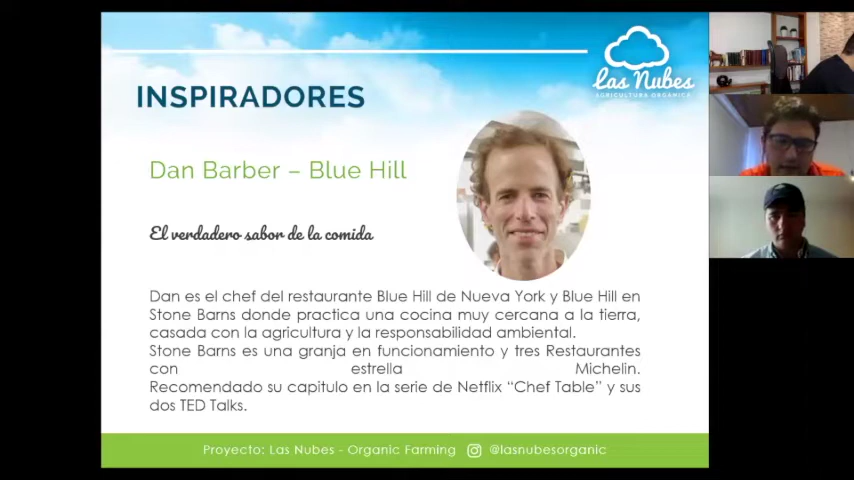 Las Nubes
AGRICULTURA ORGANICA
INSPIRADORES
Dan Barber – Blue Hill
El verdadero sabor de la comida
Dan es el chef del restaurante Blue Hill de Nueva York y Blue Hill en
Stone Barns donde practica una cocina muy cercana a la tierra,
casada con la agricultura y la responsabilidad ambiental.
Stone Barns es una granja en funcionamiento y tres Restaurantes
con estrella Michelin.
Recomendado su capitulo en la serie de Netflix “Chef Table” y sus
dos TED Talks.
Proyecto: Las Nubes - Organic Farming @lasnubesorganic